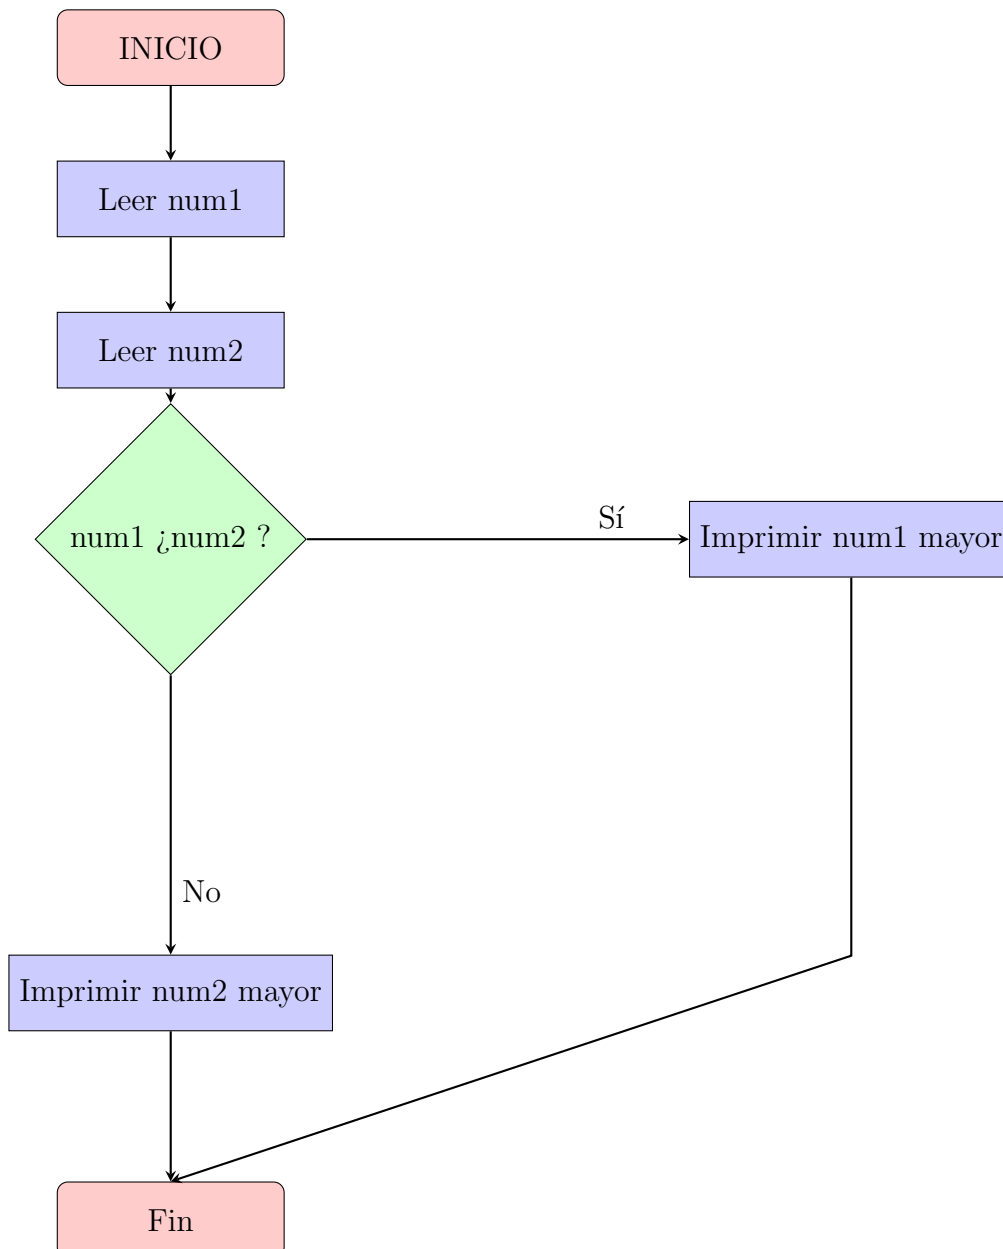 INICIO
Leer num1
Leer num2
num1 ¿num2 ?
Sí
Imprimir num1 mayor
No
Imprimir num2 mayor
Fin